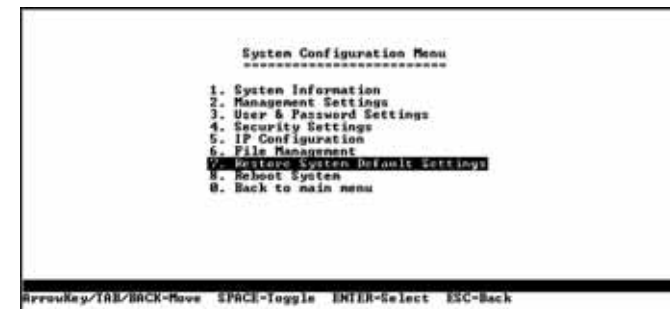 System Configuration Menu
=========================
1. System Information
2. Management Settings
3. User & Password Settings
4. Security Settings
5. IP Configuration
6. File Management
7. Restore System Default Settings
8. Reboot System
0. Back to main menu
ArrowKey/TAB/BACK=Move SPACE=Toggle ENTER=Select ESC=Back